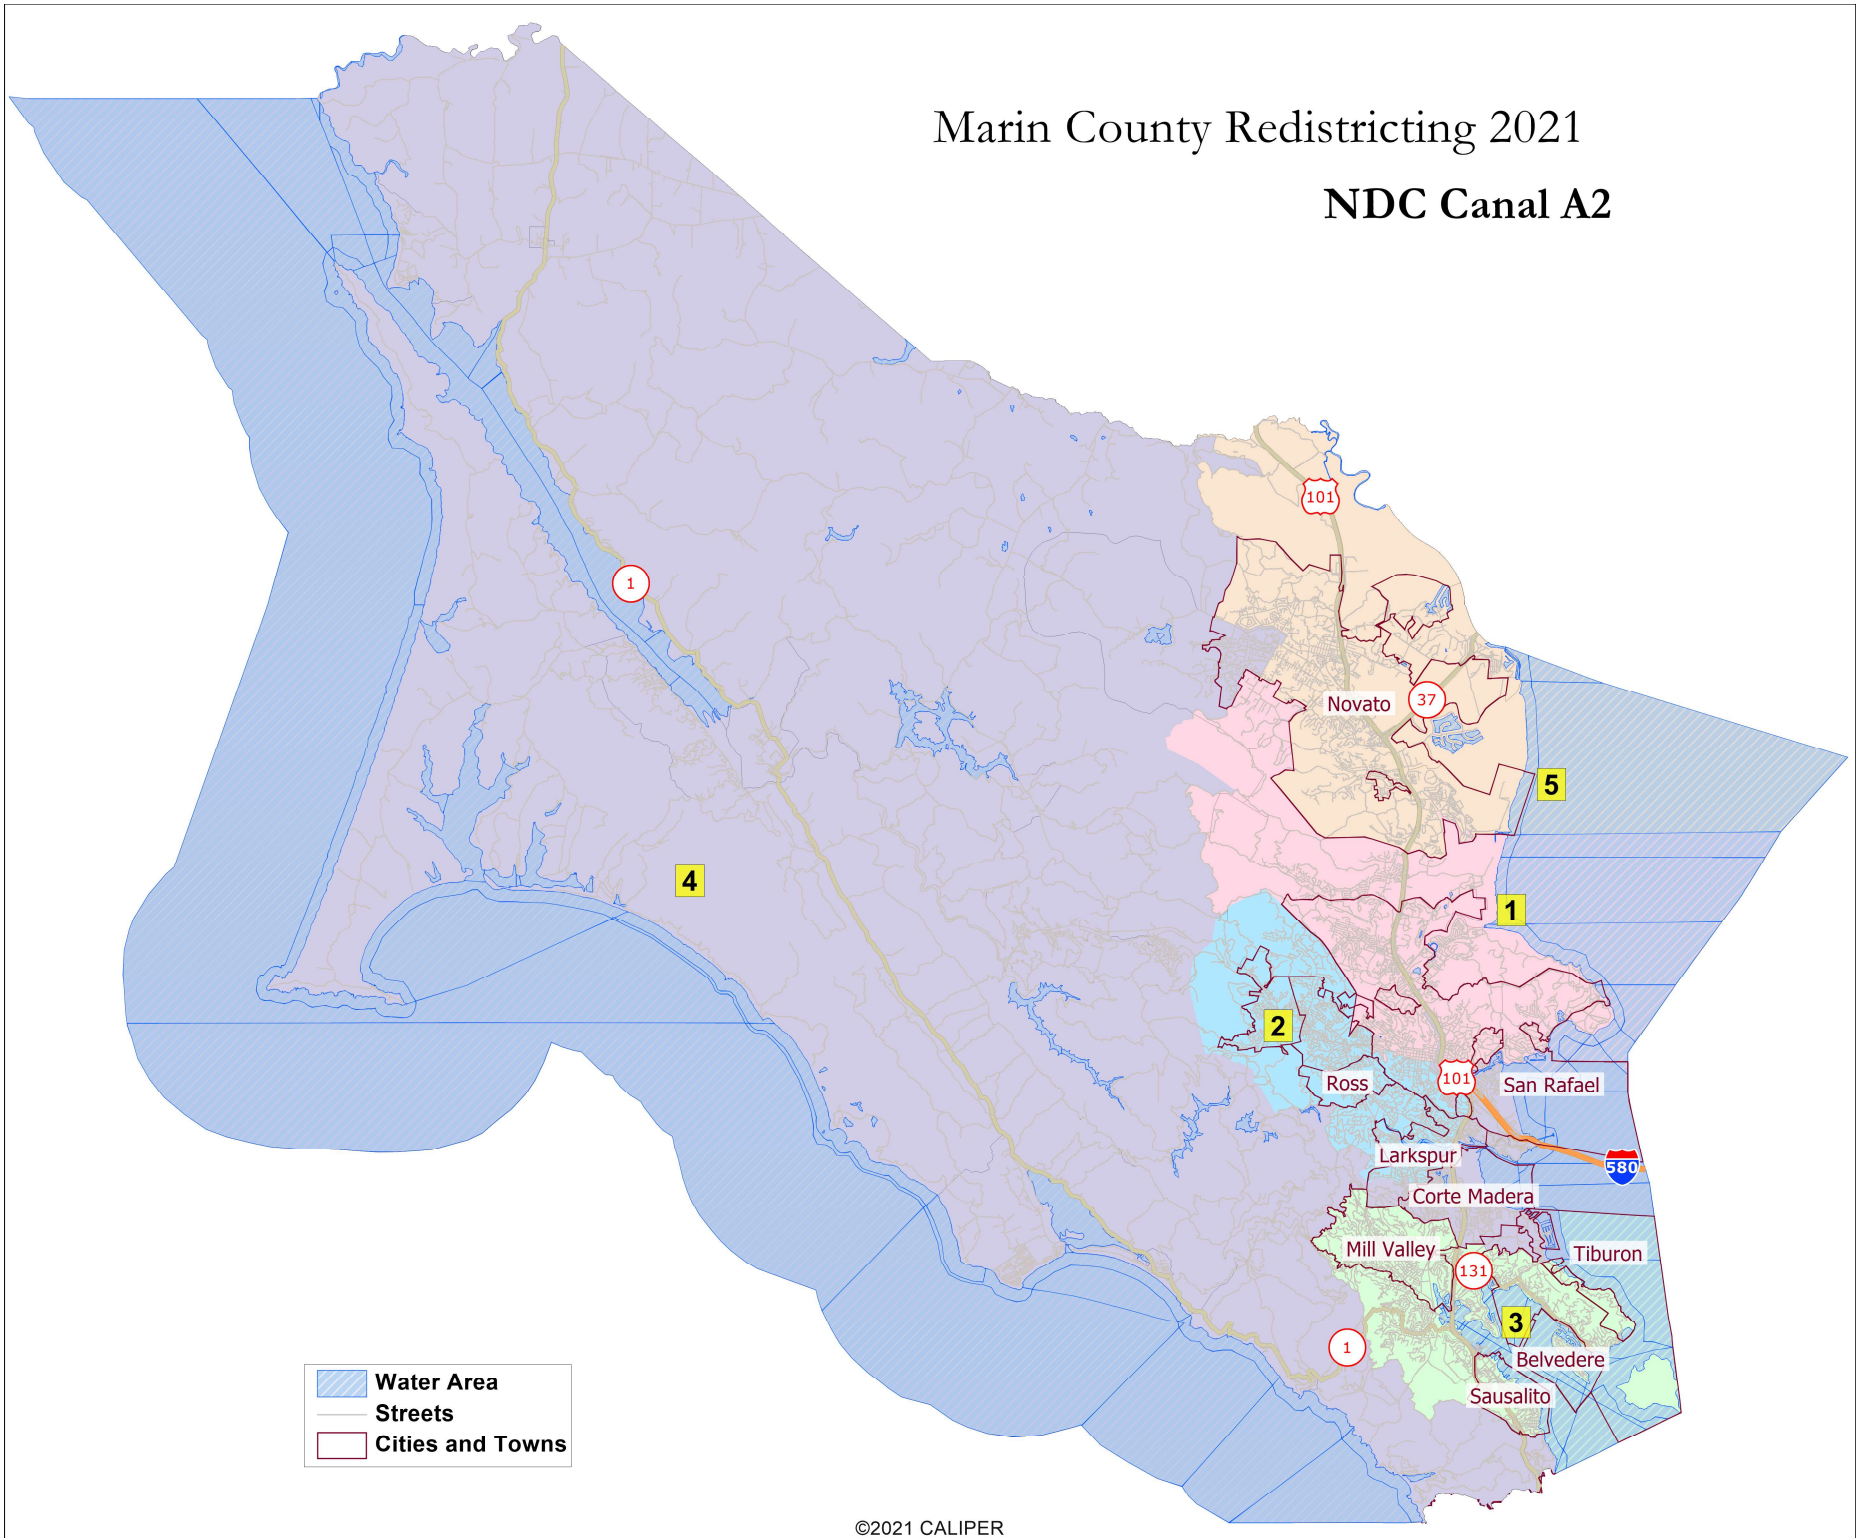 Marin County Redistricting 2021
NDC Canal A2
101
1
Novato
37
5
4
1
2
Ross
101
San Rafael
Larkspur
580
Corte Madera
Mill Valley
Tiburon
131
3
1
Belvedere
Sausalito
Water Area
Streets
Cities and Towns
©2021 CALIPER